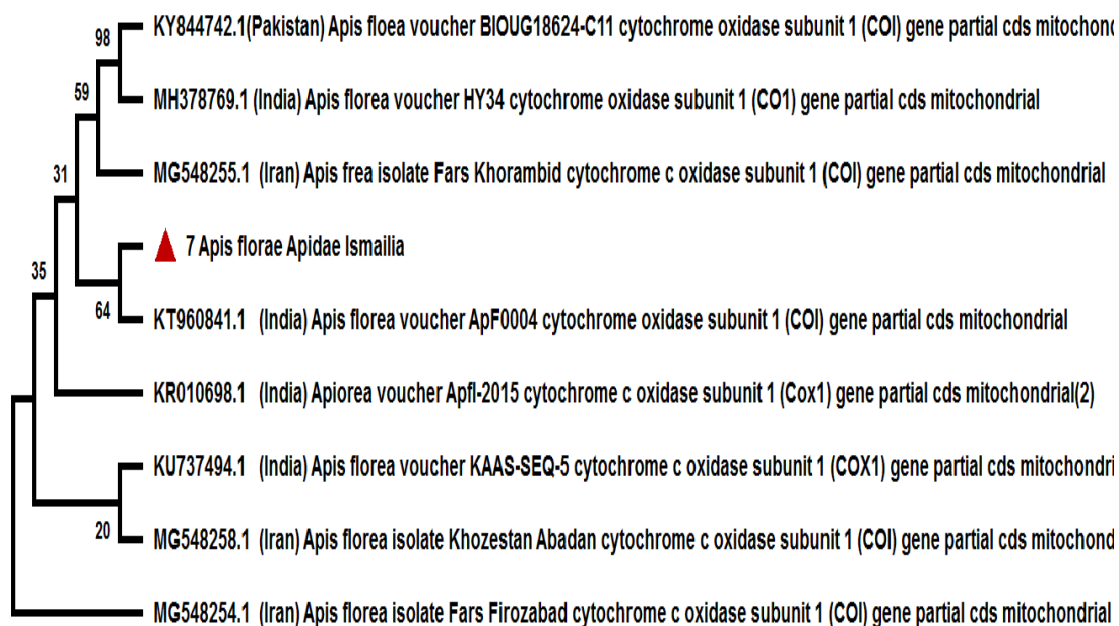 KY844742.1(Pakistan) Apis floea voucher BIOUG18624-C11 cytochrome oxidase subunit 1 (COI) gene partial cds mitochond
98
59
MH378769.1 (India) Apis florea voucher HY34 cytochrome oxidase subunit 1 (CO1) gene partial cds mitochondrial
31
MG548255.1 (Iran) Apis frea isolate Fars Khorambid cytochrome c oxidase subunit 1 (COI) gene partial cds mitochondrial
7 Apis florae Apidae Ismailia
35
64
KT960841.1 (India) Apis florea voucher ApF0004 cytochrome oxidase subunit 1 (COI) gene partial cds mitochondrial
KR010698.1 (India) Apiorea voucher Apfl-2015 cytochrome c oxidase subunit 1 (Cox1) gene partial cds mitochondrial(2)
KU737494.1 (India) Apis florea voucher KAAS-SEQ-5 cytochrome c oxidase subunit 1 (COX1) gene partial cds mitochondri
20
MG548258.1 (Iran) Apis florea isolate Khozestan Abadan cytochrome c oxidase subunit 1 (COI) gene partial cds mitochond
MG548254.1 (Iran) Apis florea isolate Fars Firozabad cytochrome c oxidase subunit 1 (COI) gene partial cds mitochondrial